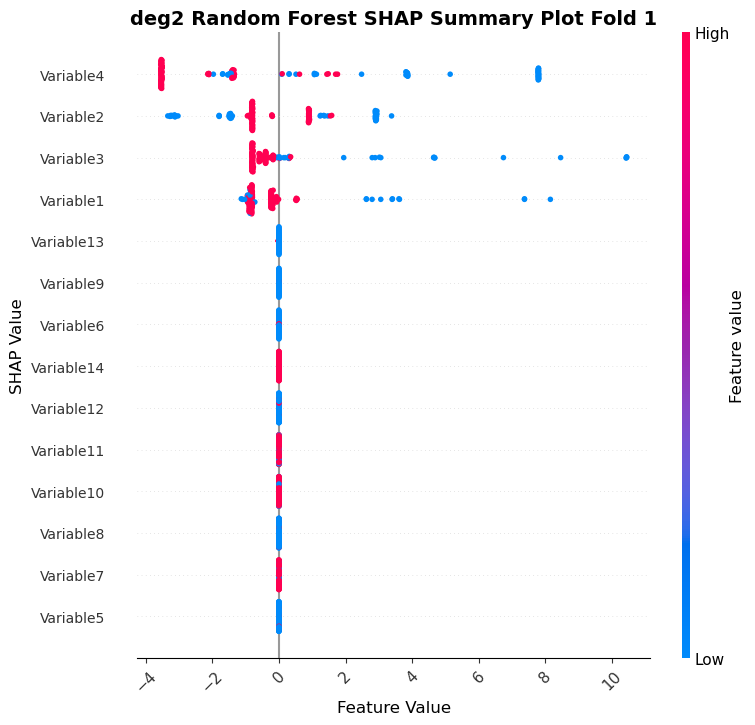 deg2 Random Forest SHAP Summary Plot Fold 1
High
Variable4
Variable2
Variable3
Variable1
Variable13
Variable9
Variable6
Variable14
Variable12
Variable11
Variable10
Variable8
Variable7
Variable5
SHAP Value
Feature value
Low
−4 −2 0 2 4 6 8 10
Feature Value